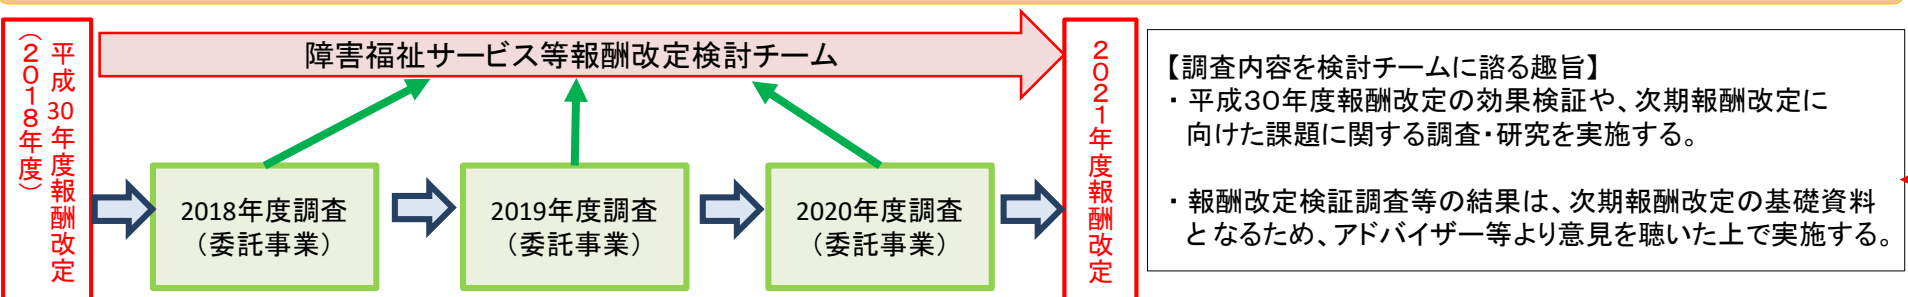 平成30年度報酬改定
（２０１８年度）
障害福祉サービス等報酬改定検討チーム
2018年度調査
（委託事業）
2019年度調査
（委託事業）
2020年度調査
（委託事業）
２０２１年度報酬改定
【調査内容を検討チームに諮る趣旨】
・ 平成３０年度報酬改定の効果検証や、次期報酬改定に
向けた課題に関する調査・研究を実施する。
・ 報酬改定検証調査等の結果は、次期報酬改定の基礎資料
となるため、アドバイザー等より意見を聴いた上で実施する。